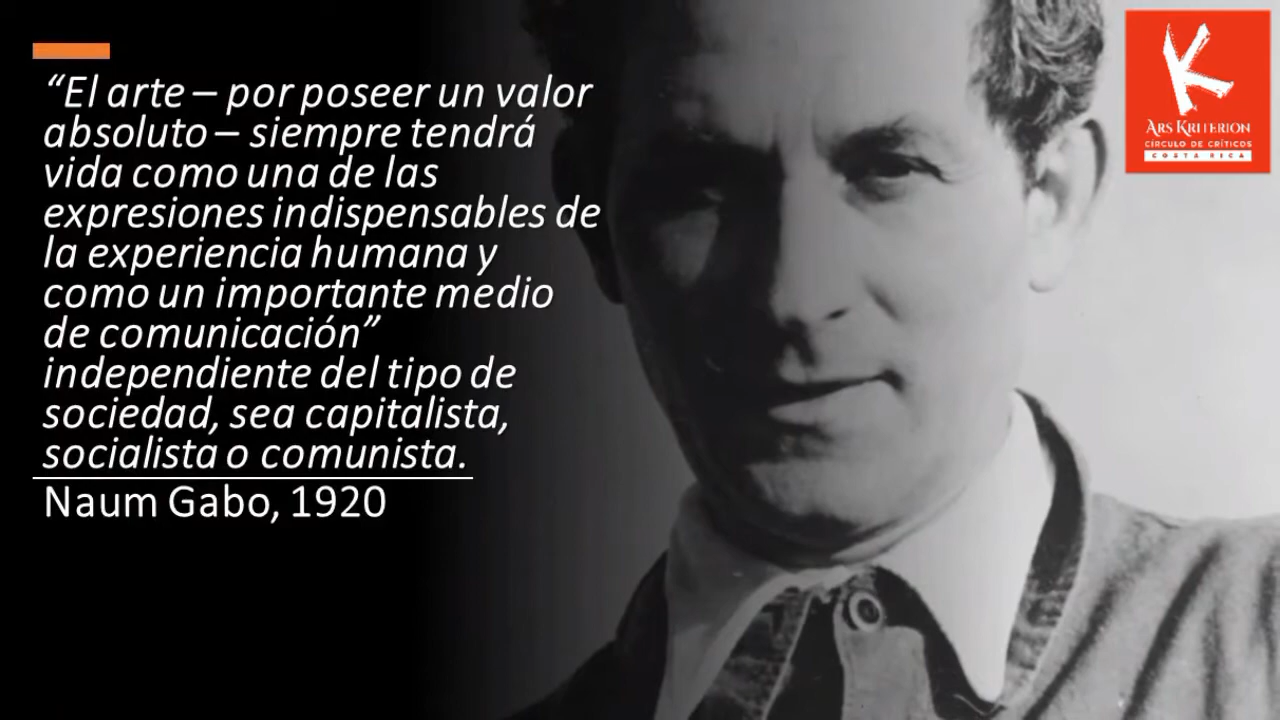 “El arte – por poseer un valor
absoluto – siempre tendrá
vida como una de las
expresiones indispensables de
la experiencia humana y
como un importante medio
de comunicación”
independiente del tipo de
sociedad, sea capitalista,
socialista o comunista.
Naum Gabo, 1920
K
ARS KRITERION
CÍRCULO DE CRÍTICOS
COSTA RICA